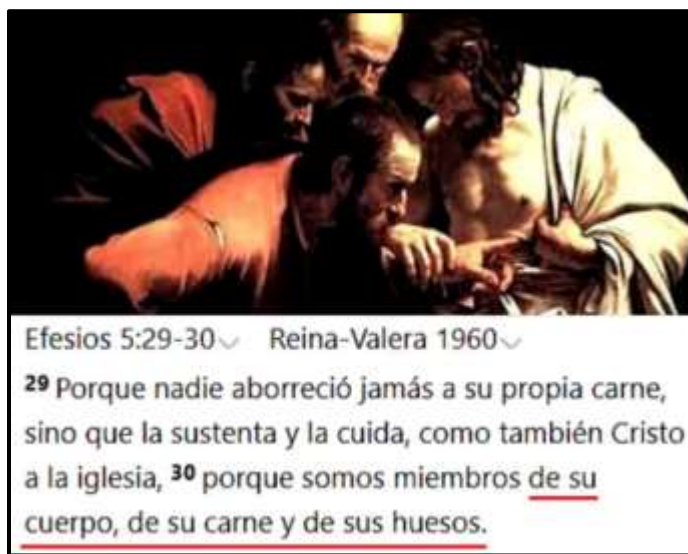 Efesios 5:29-30 Reina-Valera 1960
29 Porque nadie aborreció jamás a su propia carne,
sino que la sustenta y la cuida, como también Cristo
a la iglesia, 30 porque somos miembros de su
cuerpo, de su carne y de sus huesos.